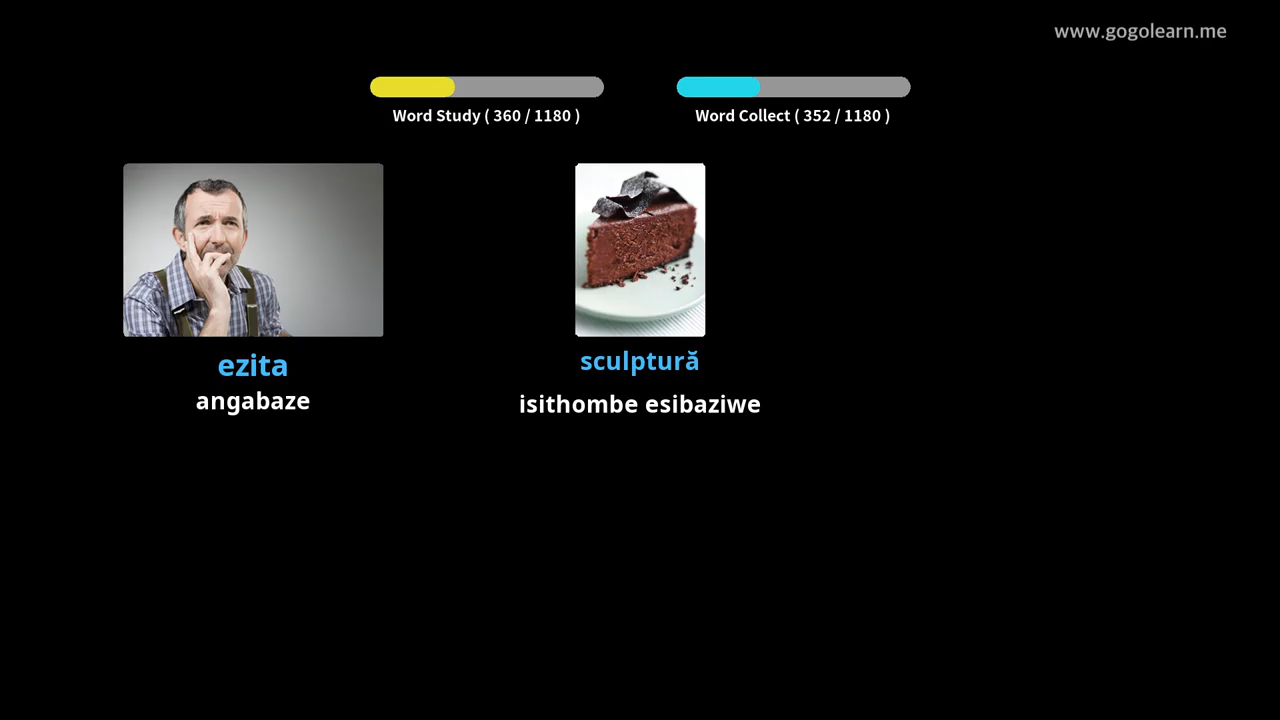 www.gogolearn.me
Word Study ( 360 / 1180 )
Word Collect ( 352 / 1180 )
ezita
angabaze
sculptură
isithombe esibaziwe